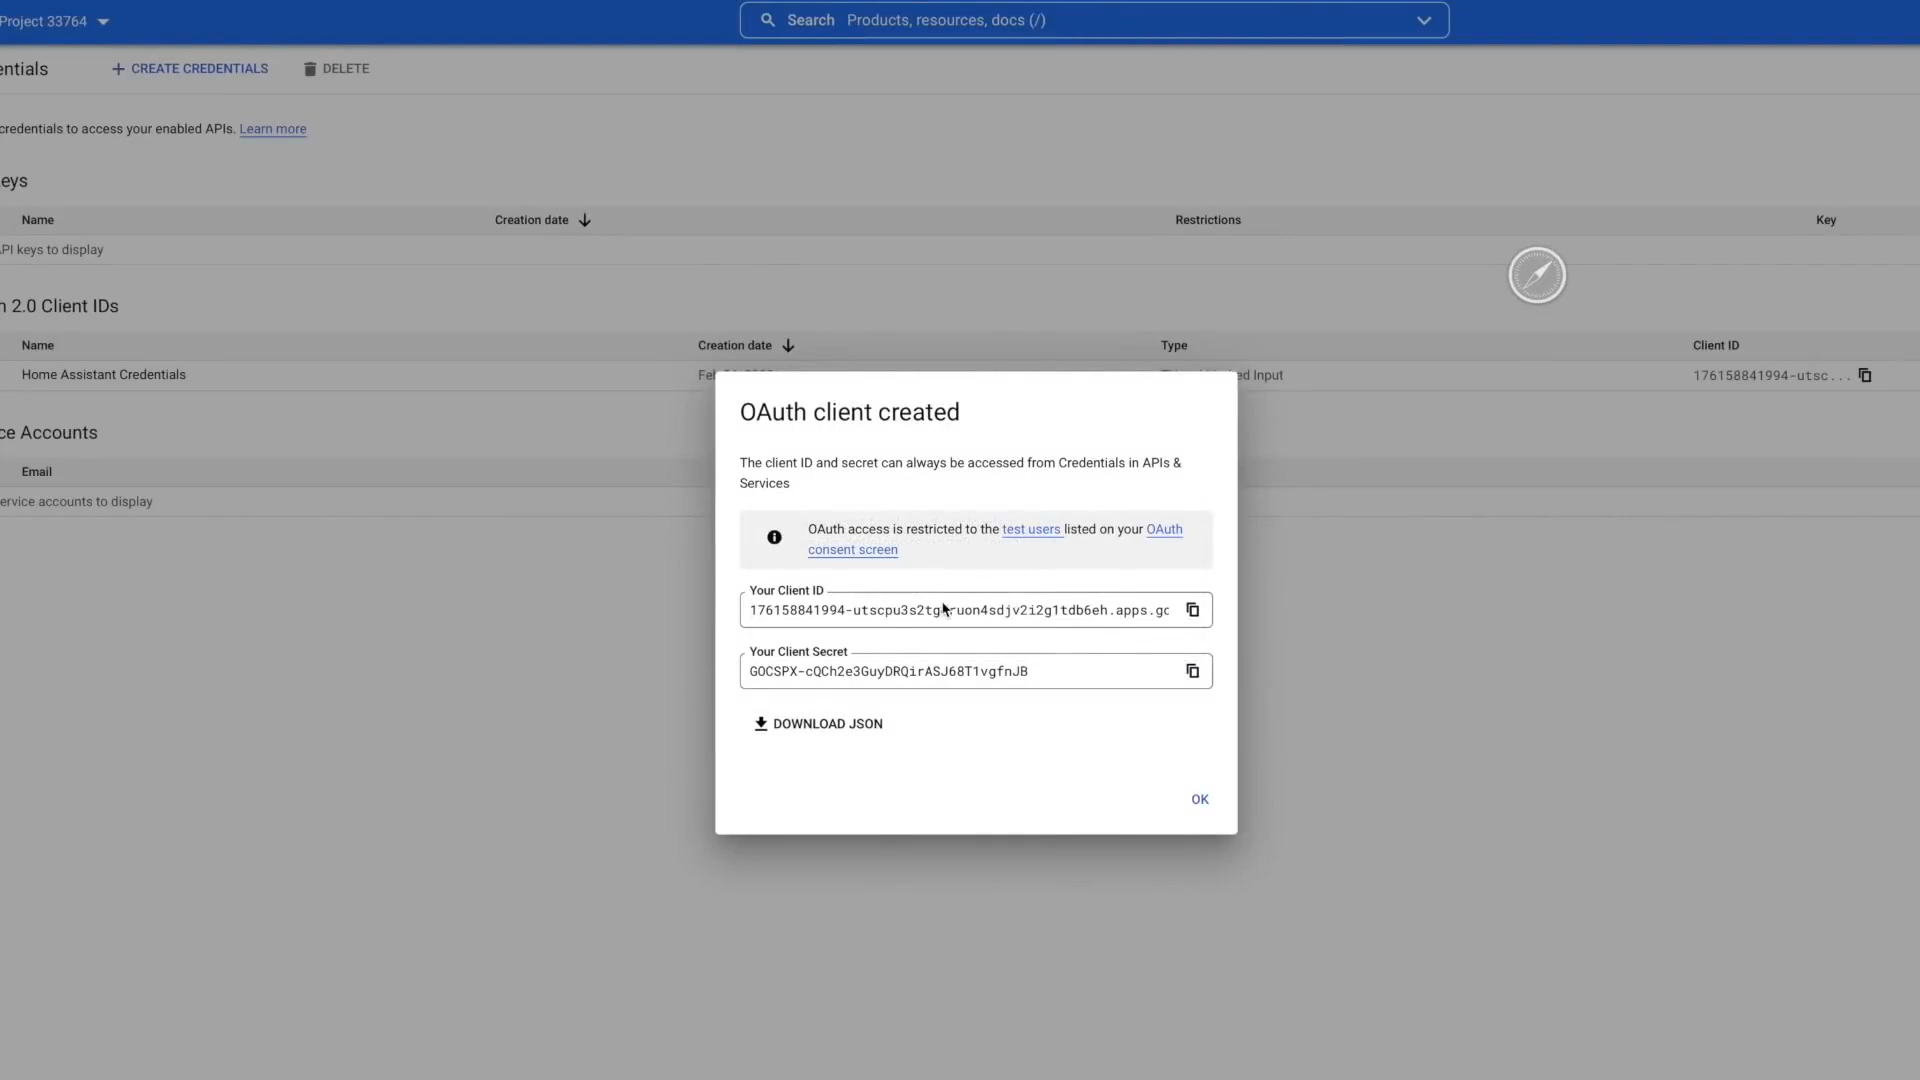 Project 33764
Search Products, resources, docs (/)
entials
CREATE CREDENTIALS
DELETE
credentials to access your enabled APIs. Learn more
eys
Name Creation date Restrictions Key
API keys to display
2.0 Client IDs
Name Creation date Type Client ID
Home Assistant Credentials Input 176158841994-utsc...
ce Accounts
Email
ervice accounts to display
OAuth client created
The client ID and secret can always be accessed from Credentials in APIs &
Services
OAuth access is restricted to the test users listed on your OAuth
consent screen
Your Client ID
Your Client Secret
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
DOWNLOAD JSON
OK